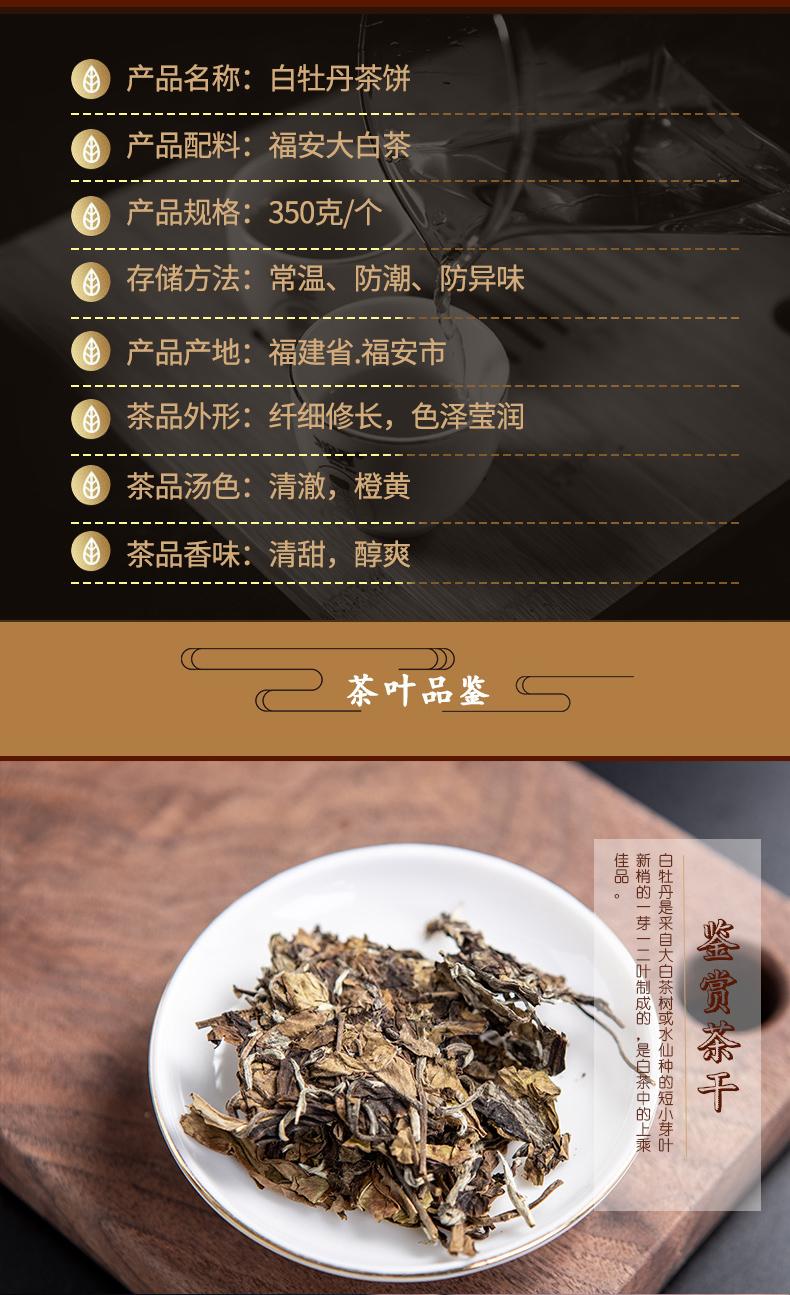 产品名称：白牡丹茶饼
产品配料：福安大白茶
产品规格：350克/个
存储方法：常温、防潮、防异味
产品产地：福建省.福安市
茶品外形：纤细修长，色泽莹润
茶品汤色：清澈，橙黄
茶品香味：清甜，醇爽
茶叶品鉴
鉴赏茶干
白牡丹是采自大白茶树或水仙种的短小芽叶
新梢的一芽一二叶制成的，是白茶中的上乘
佳品。